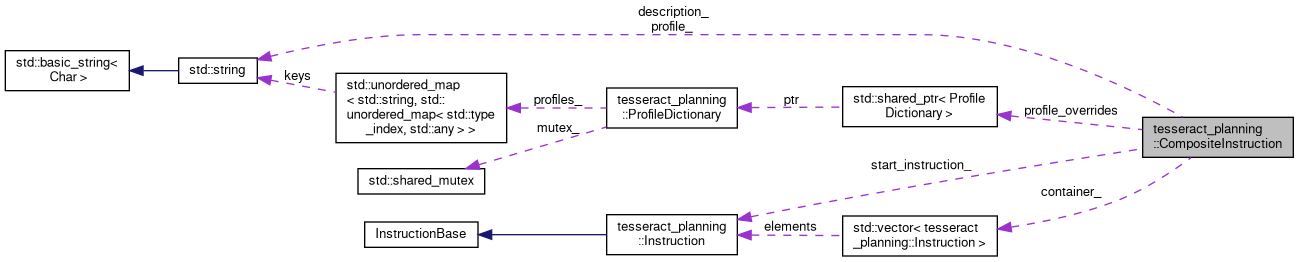 description_
profile_
std::basic_string<
Char >
std::string
keys
std::unordered_map
< std::string, std::
unordered_map< std::type
_index, std::any > >
profiles_
mutex_
std::shared_mutex
tesseract_planning
::ProfileDictionary
ptr
std::shared_ptr< Profile
Dictionary >
profile_overrides
tesseract_planning
::CompositeInstruction
start_instruction_
container_
InstructionBase
tesseract_planning
::Instruction
elements
std::vector< tesseract
_planning::Instruction >